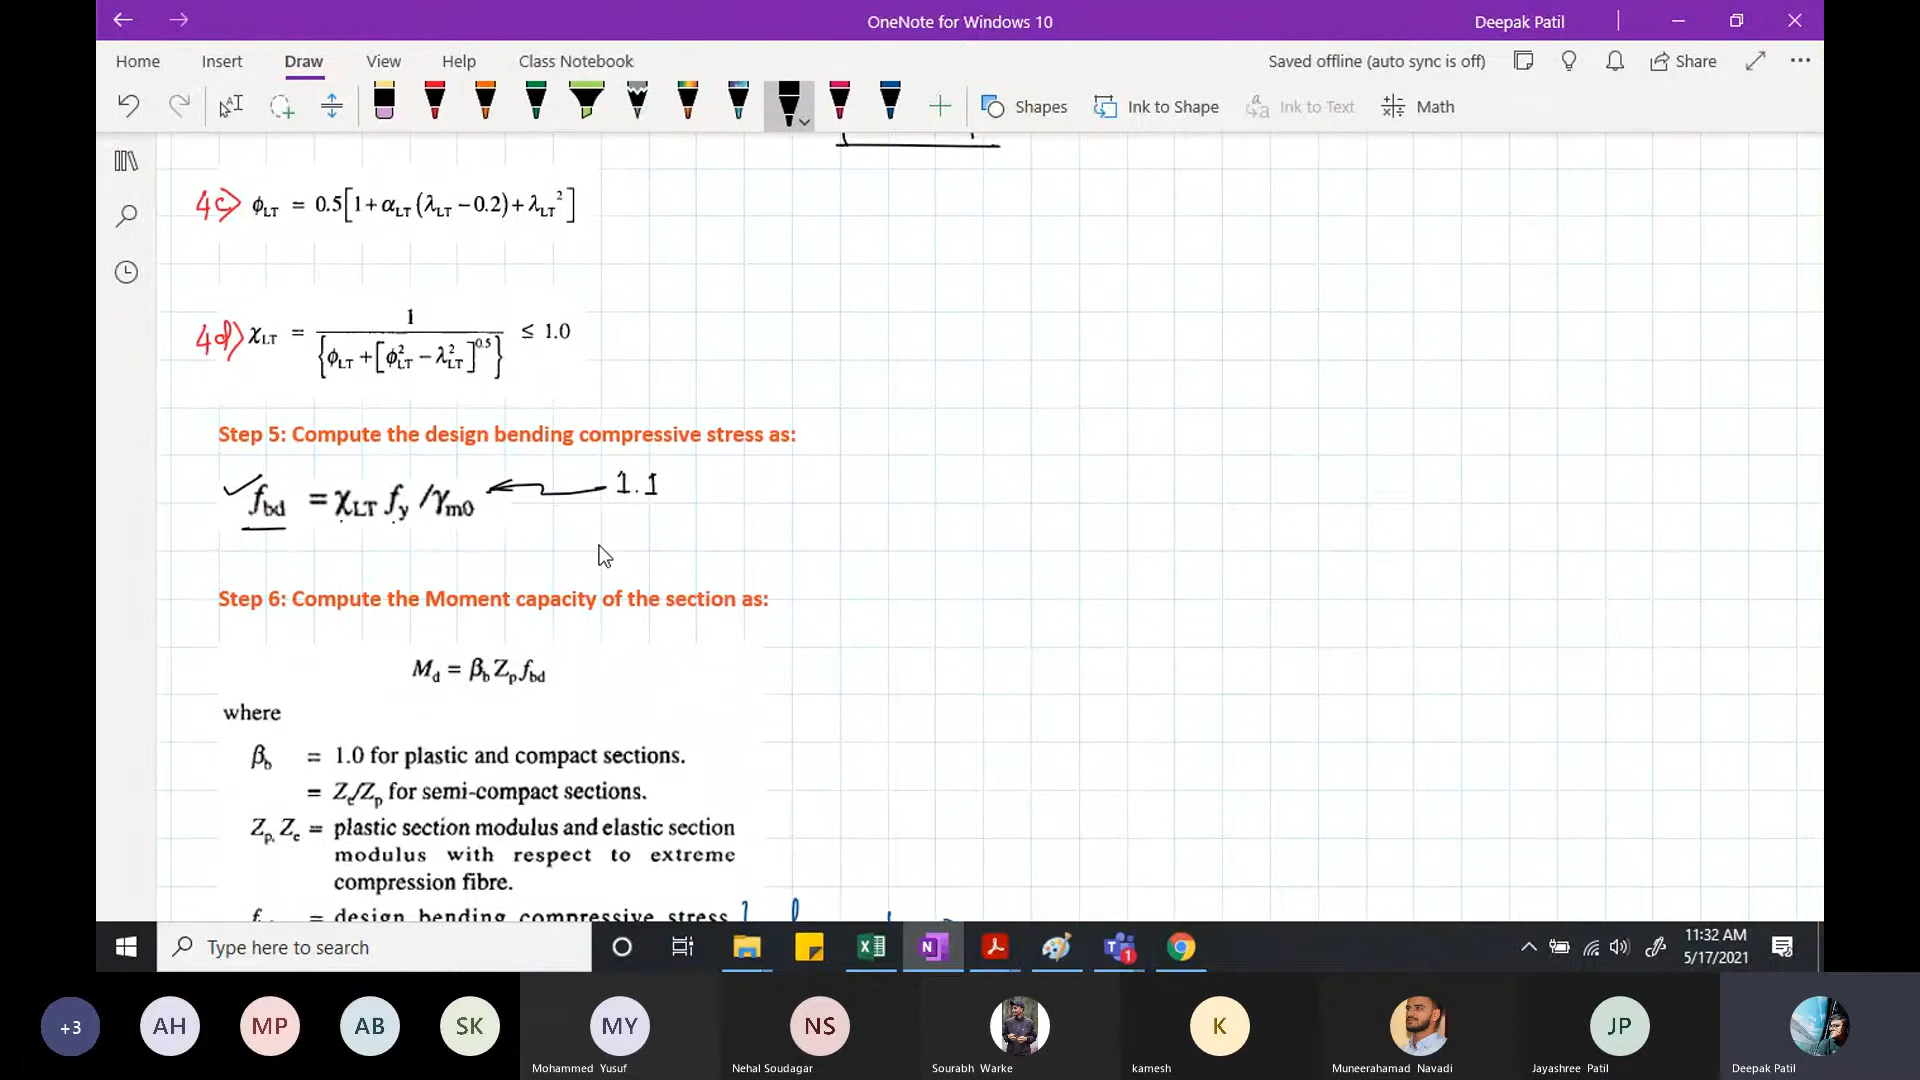 OneNote for Windows 10
Deepak Patil
Home Insert Draw View Help Class Notebook
Saved offline (auto sync is off)
Share
Shapes
Ink to Shape
Ink to Text
Math
4c) ϕLT = 0.5[1+αLT(λLT−0.2)+λLT²]
4d) χLT = 1 / {ϕLT+[ϕ²LT−λ²LT]^0.5} ≤ 1.0
Step 5: Compute the design bending compressive stress as:
fbd = χLT fy /γm0
1.1
Step 6: Compute the Moment capacity of the section as:
Md = βb Zp fbd
where
βb = 1.0 for plastic and compact sections.
= Ze/Zp for semi-compact sections.
Zp, Ze = plastic section modulus and elastic section
modulus with respect to extreme
compression fibre.
= design bending compressive stress
Type here to search
1
11:32 AM
5/17/2021
+3 AH MP AB SK MY NS K JP
Mohammed Yusuf
Nehal Soudagar
Sourabh Warke
kamesh
Muneerahamad Navadi
Jayashree Patil
Deepak Patil